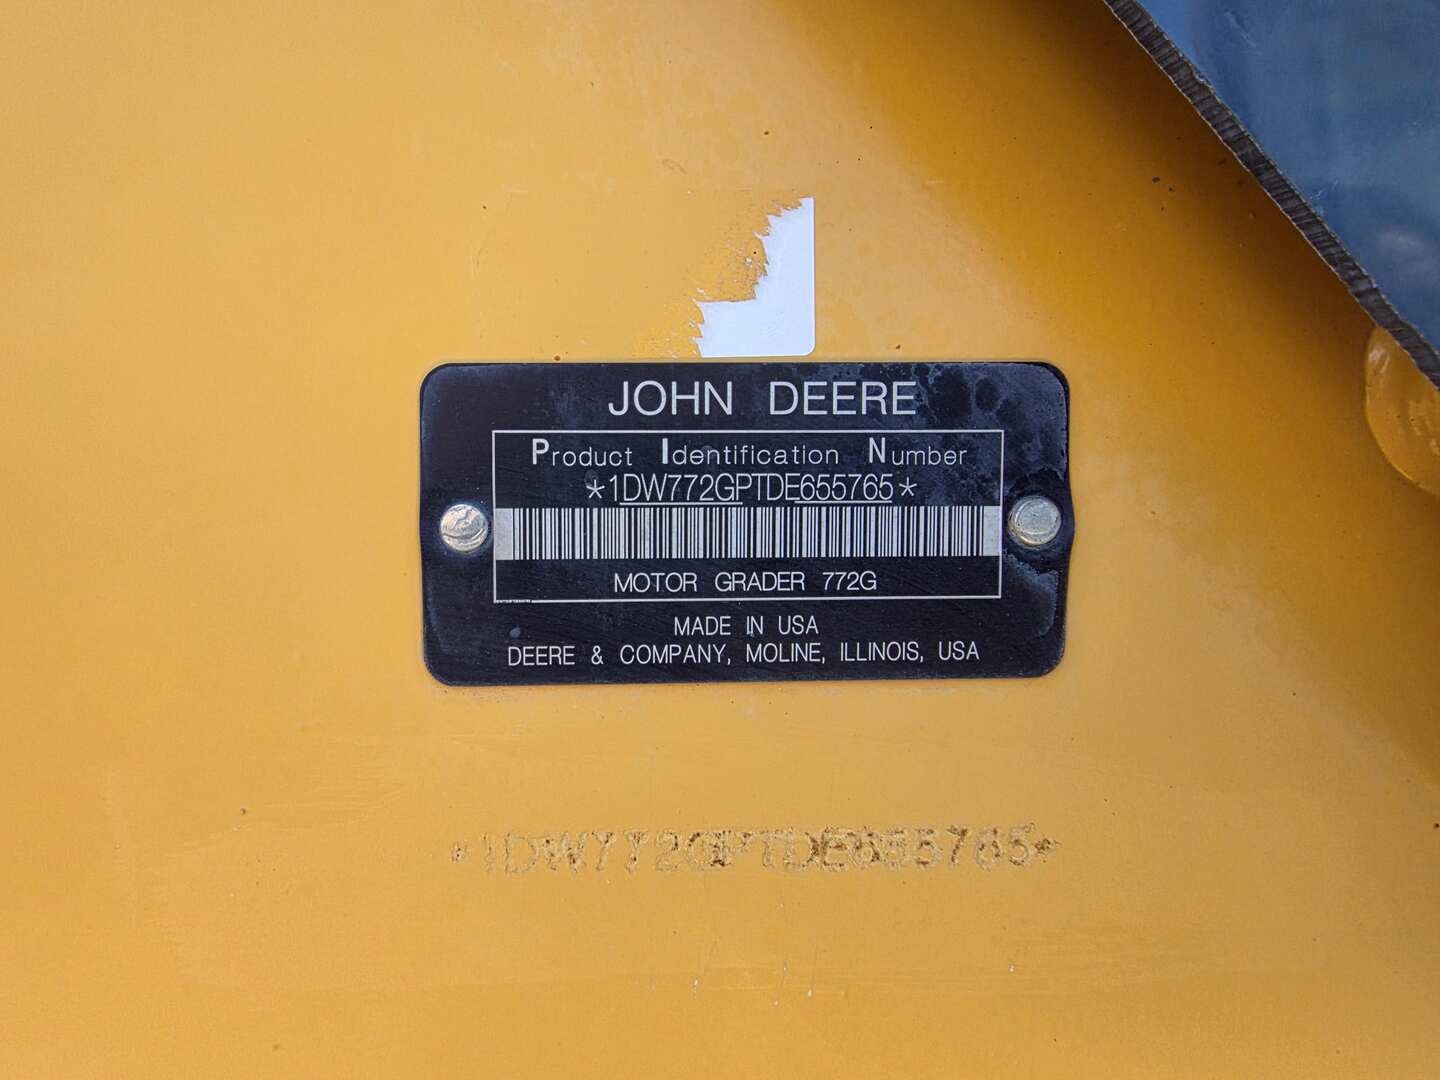 JOHN DEERE
Product Identification Number
*1DW772GPTDE655765*
MOTOR GRADER 772G
MADE IN USA
DEERE & COMPANY, MOLINE, ILLINOIS, USA
*1DW772GPTDE655765*